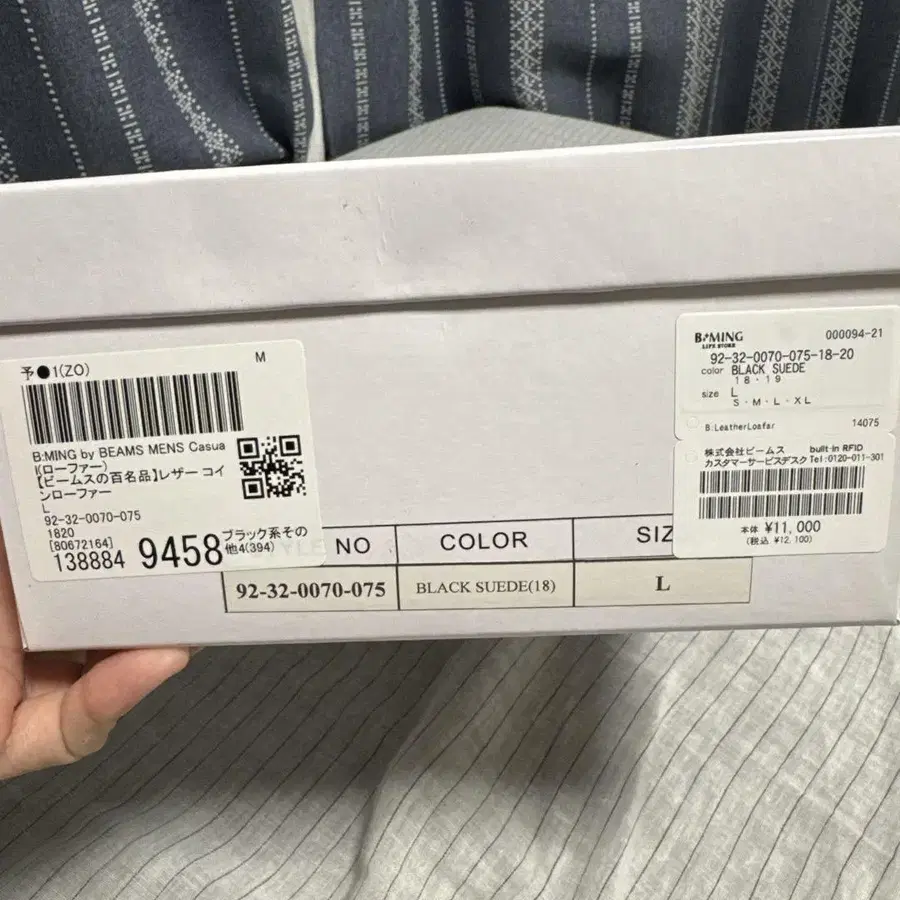 予●1(ZO)
M
B:MING by BEAMS MENS Casua
l(ローファー)
【ビームスの百名品】レザー コイ
ンローファー
L
92-32-0070-075
1820
[80672164]
138884 9458
ブラック系その
他4(394)
B:MING
LIFE STORE
000094-21
92-32-0070-075-18-20
color BLACK SUEDE
18・19
size L
S・M・L・XL
B:LeatherLoafar
14075
株式会社ビームス built-in RFID
カスタマーサービスデスク Tel:0120-011-301
本体 ¥11,000
(税込 ¥12,100)
NO COLOR SIZ
92-32-0070-075 BLACK SUEDE(18) L